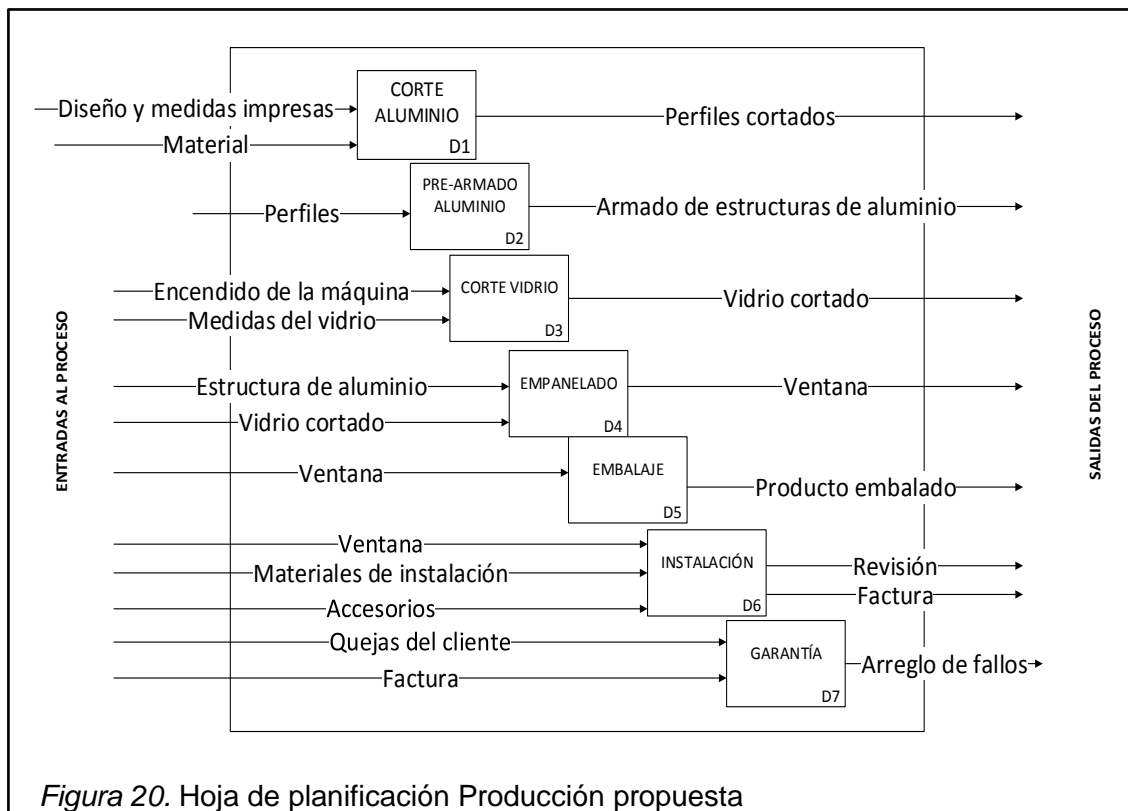 CORTE
ALUMINIO
D1
Diseño y medidas impresas
Material
Perfiles cortados
PRE-ARMADO
ALUMINIO
D2
Perfiles
Armado de estructuras de aluminio
CORTE VIDRIO
D3
Encendido de la máquina
Medidas del vidrio
Vidrio cortado
ENTRADAS AL PROCESO
SALIDAS DEL PROCESO
EMPANELADO
D4
Estructura de aluminio
Vidrio cortado
Ventana
EMBALAJE
D5
Ventana
Producto embalado
INSTALACIÓN
D6
Ventana
Materiales de instalación
Accesorios
Revisión
Factura
GARANTÍA
D7
Quejas del cliente
Factura
Arreglo de fallos
Figura 20. Hoja de planificación Producción propuesta